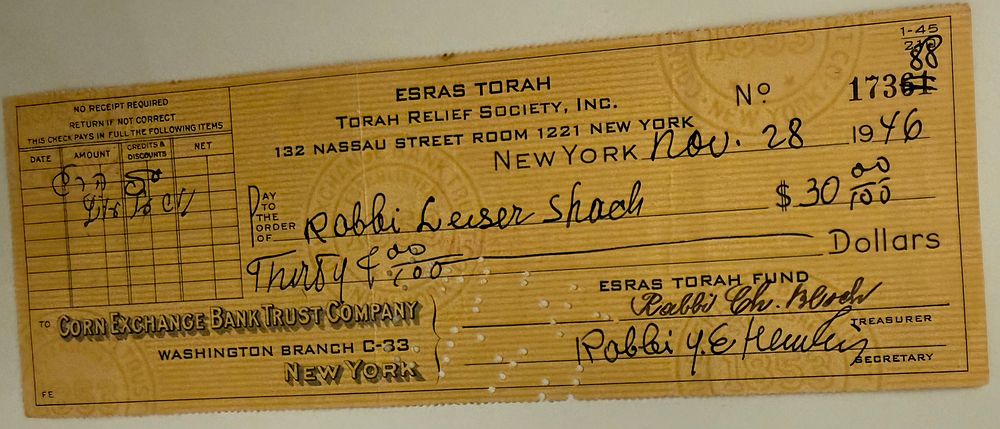 NO RECEIPT REQUIRED
RETURN IF NOT CORRECT
THIS CHECK PAYS IN FULL THE FOLLOWING ITEMS
DATE AMOUNT CREDITS & DISCOUNTS NET
ESRAS TORAH
TORAH RELIEF SOCIETY, INC.
132 NASSAU STREET ROOM 1221 NEW YORK
1-45
210
88
Nº 17361
NEW YORK Nov. 28 1946
PAY TO THE ORDER OF Rabbi Leiser Shach $ 30 00/100
Thirty & 00/100 Dollars
ESRAS TORAH FUND
Rabbi Ch. Bloch
TREASURER
Rabbi Y. E. Henkin
SECRETARY
TO CORN EXCHANGE BANK TRUST COMPANY
WASHINGTON BRANCH C-33
NEW YORK
FE